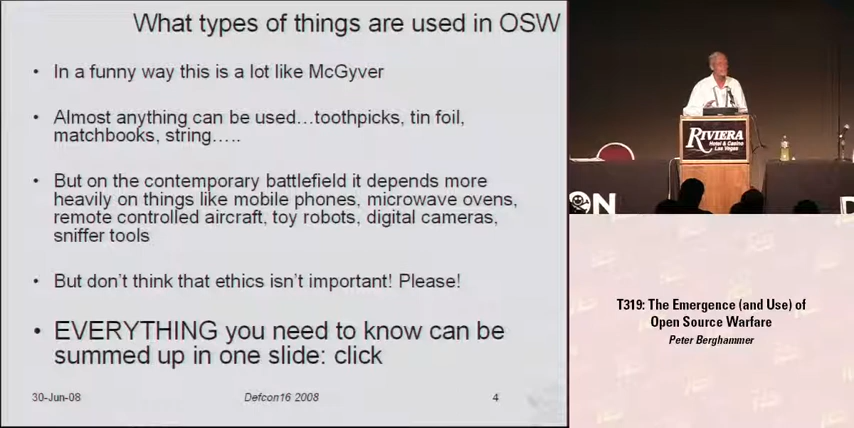 What types of things are used in OSW
• In a funny way this is a lot like McGyver
• Almost anything can be used…toothpicks, tin foil,
matchbooks, string…..
• But on the contemporary battlefield it depends more
heavily on things like mobile phones, microwave ovens,
remote controlled aircraft, toy robots, digital cameras,
sniffer tools
• But don't think that ethics isn't important! Please!
• EVERYTHING you need to know can be
summed up in one slide: click
30-Jun-08
Defcon16 2008
4
RIVIERA
Hotel & Casino
Las Vegas
ON
D
T319: The Emergence (and Use) of
Open Source Warfare
Peter Berghammer